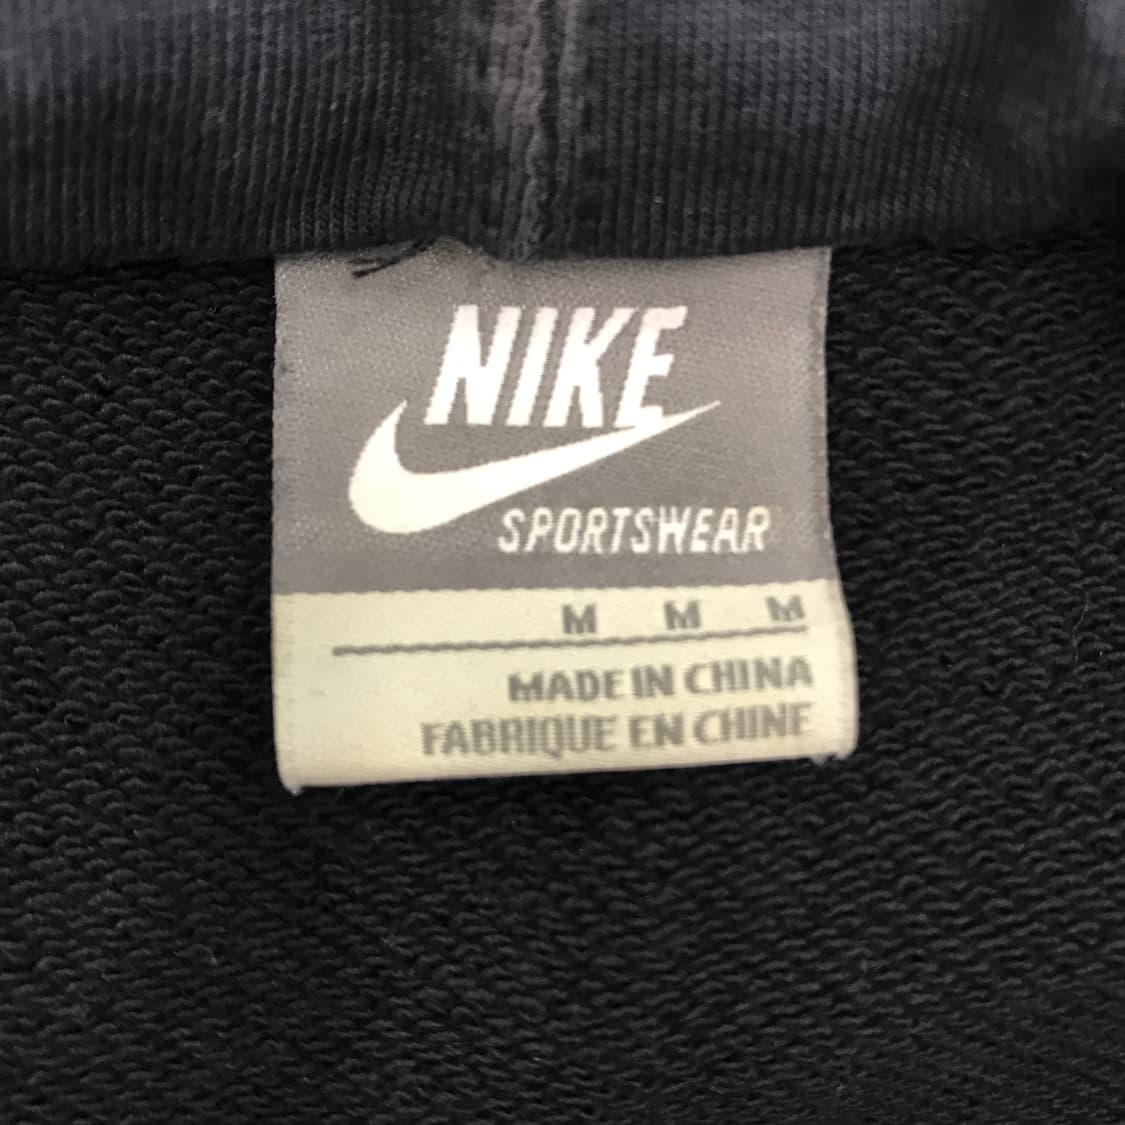 NIKE
SPORTSWEAR
M M M
MADE IN CHINA
FABRIQUE EN CHINE